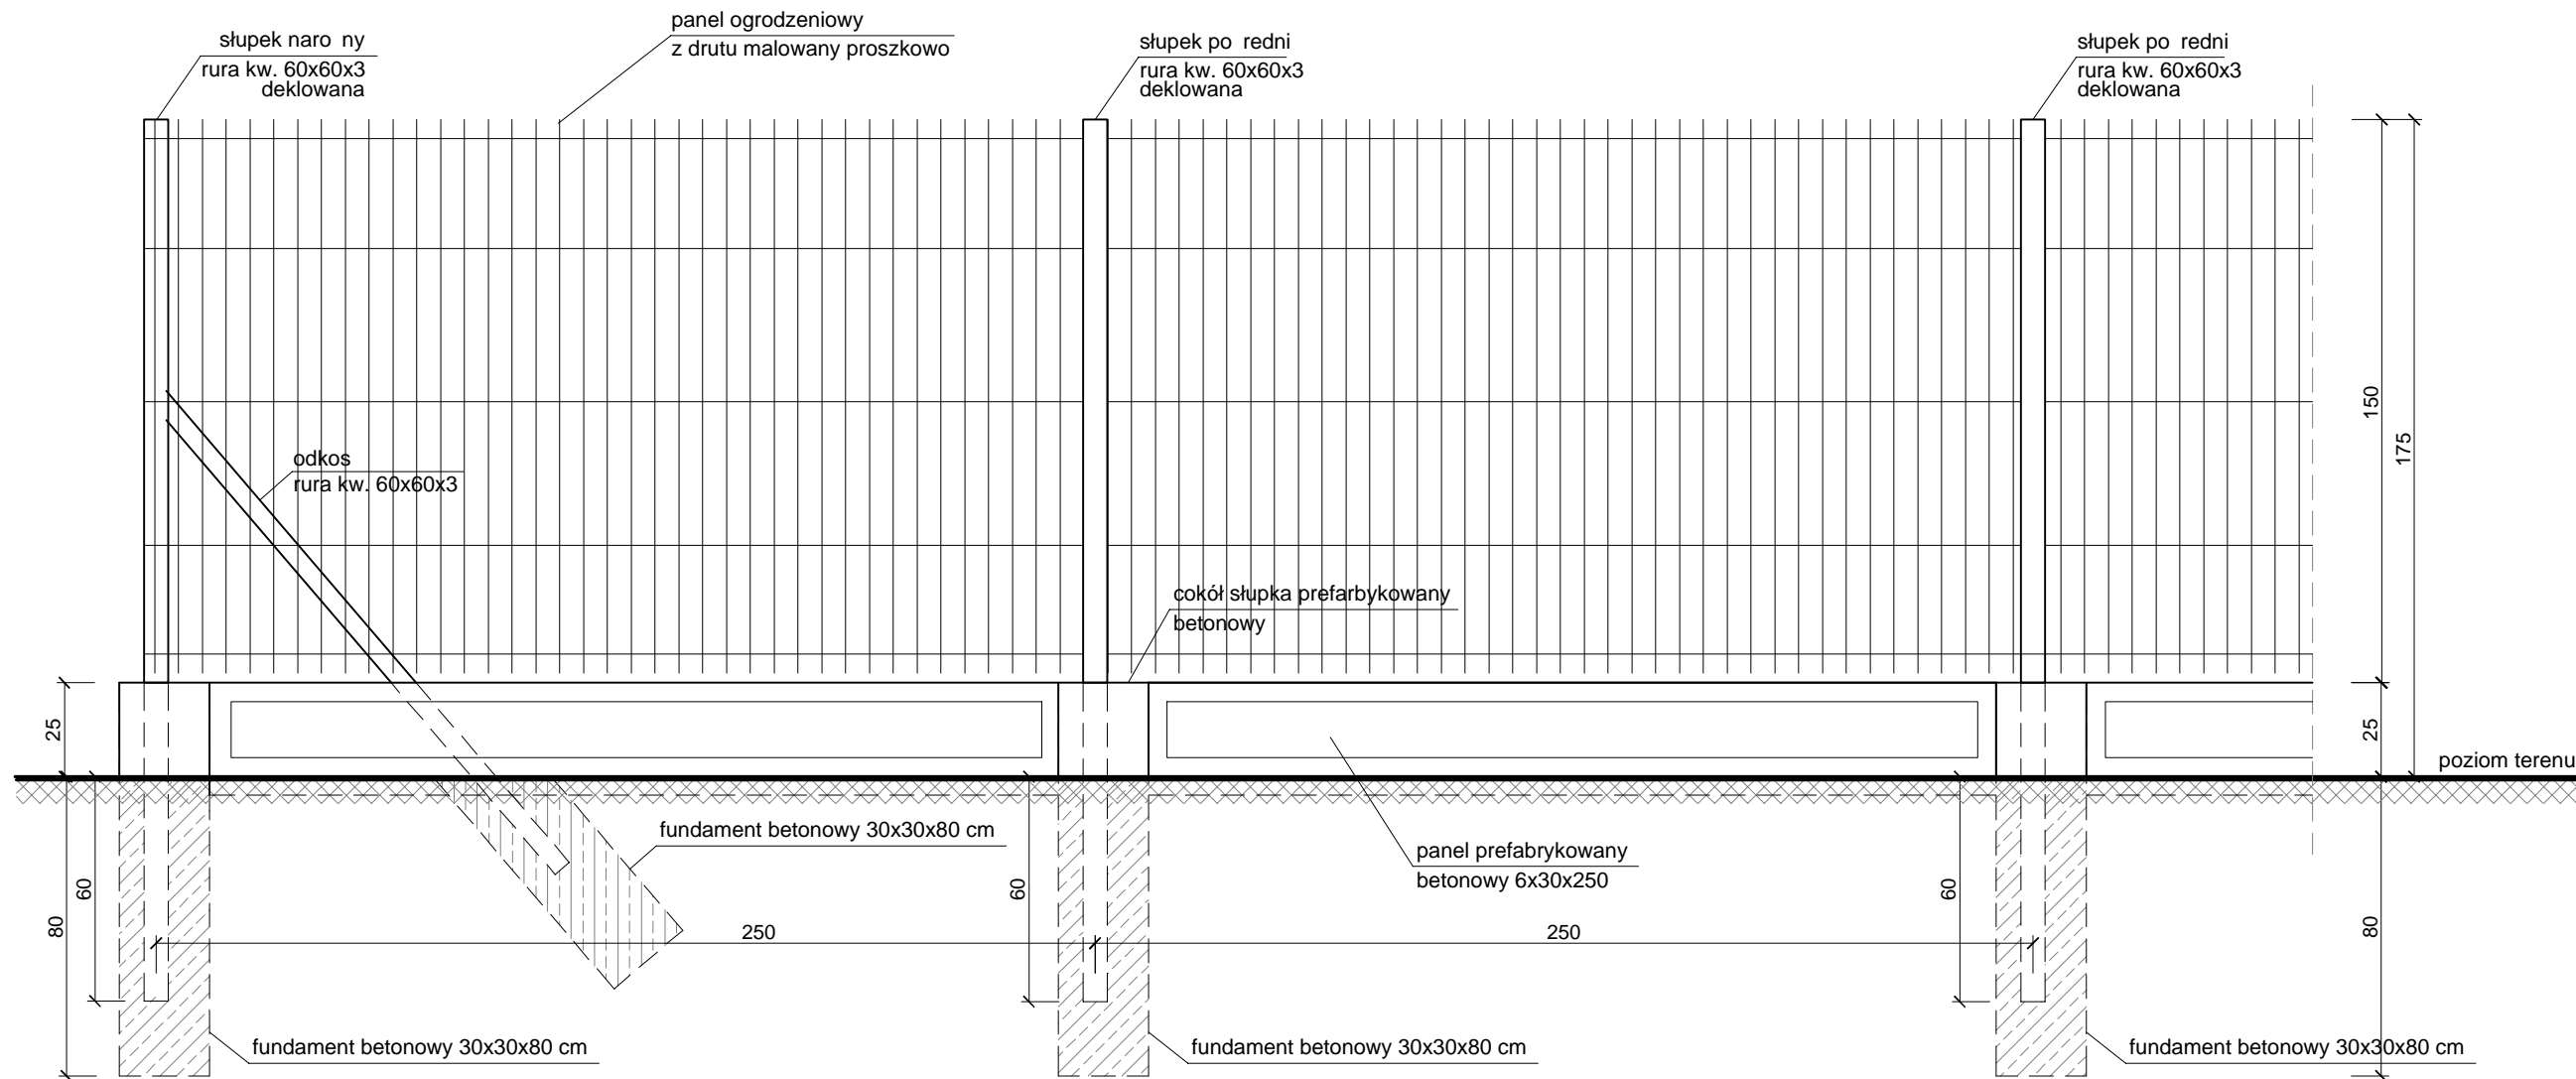 panel ogrodzeniowy
z drutu malowany proszkowo
słupek naro ny
rura kw. 60x60x3
deklowana
słupek po redni
rura kw. 60x60x3
deklowana
słupek po redni
rura kw. 60x60x3
deklowana
150
175
odkos
rura kw. 60x60x3
cokół słupka prefarbykowany
betonowy
25
25
poziom terenu
fundament betonowy 30x30x80 cm
panel prefabrykowany
betonowy 6x30x250
60
60
60
80
80
250
250
fundament betonowy 30x30x80 cm
fundament betonowy 30x30x80 cm
fundament betonowy 30x30x80 cm